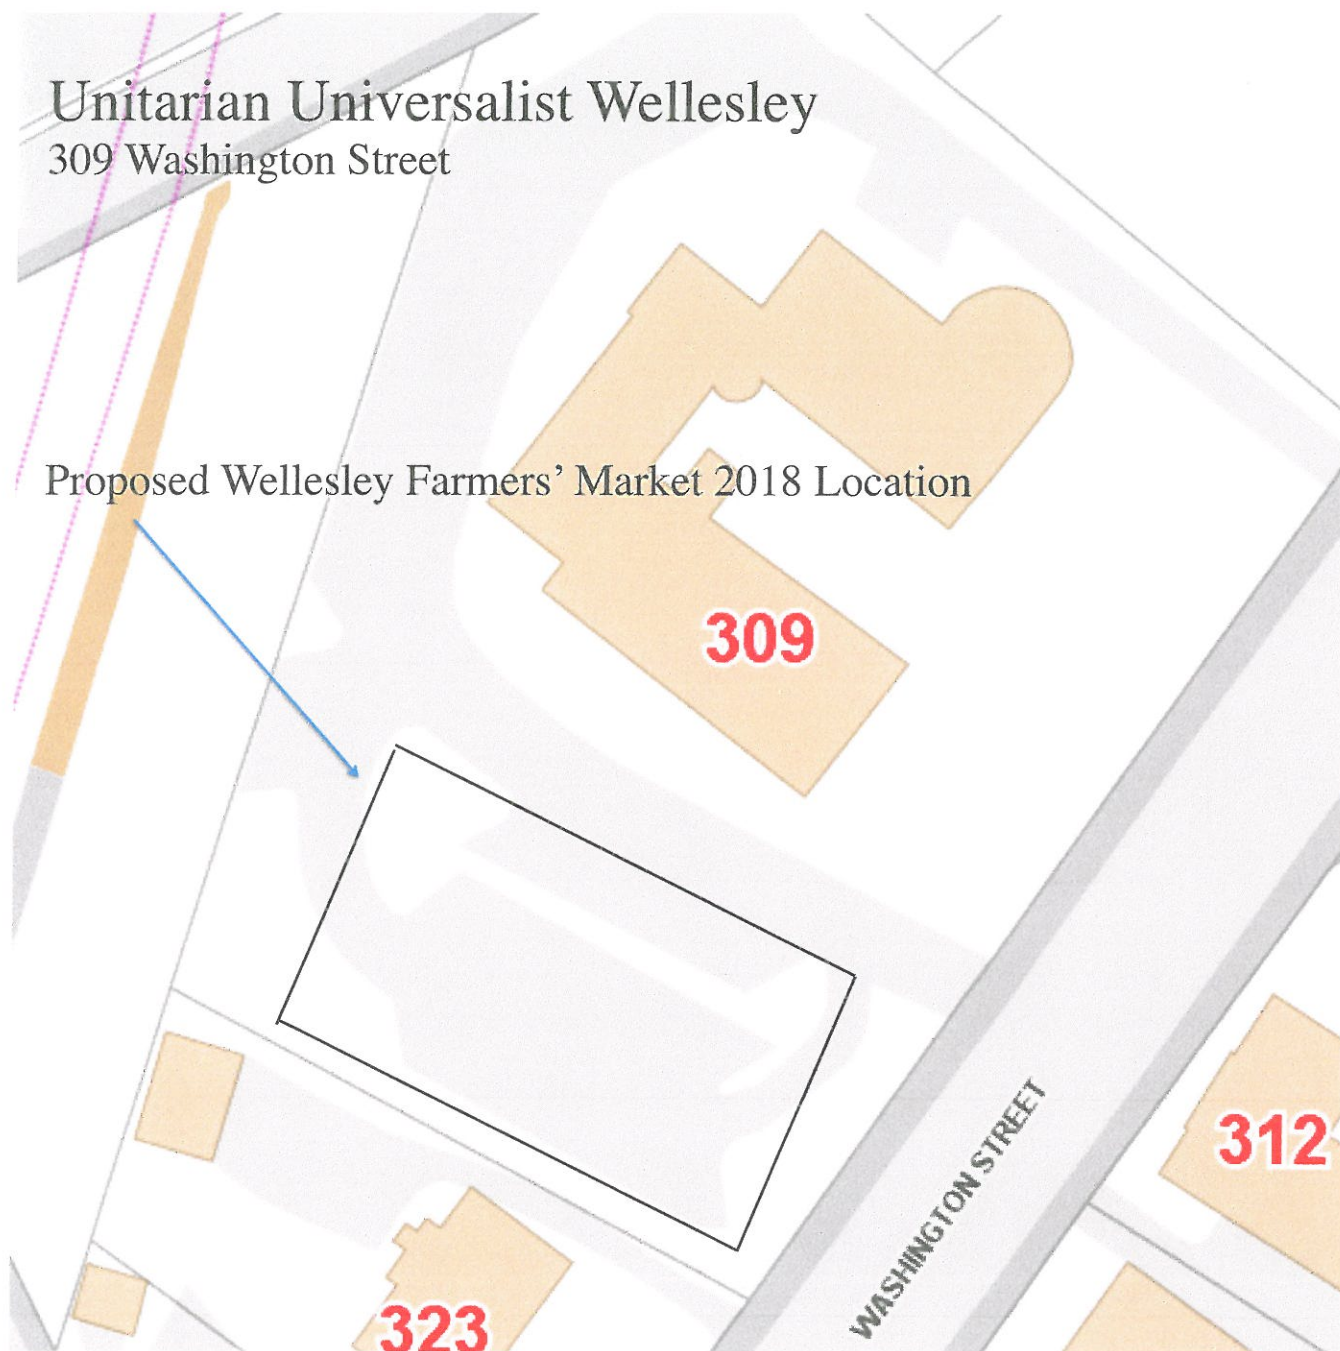 Unitarian Universalist Wellesley
309 Washington Street
Proposed Wellesley Farmers’ Market 2018 Location
309
312
WASHINGTON STREET
323